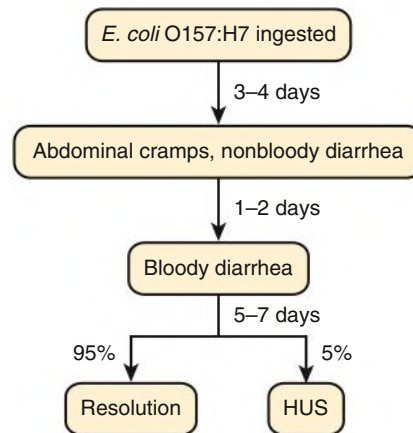 E. coli O157:H7 ingested
3–4 days
Abdominal cramps, nonbloody diarrhea
1–2 days
Bloody diarrhea
5–7 days
95%
5%
Resolution
HUS